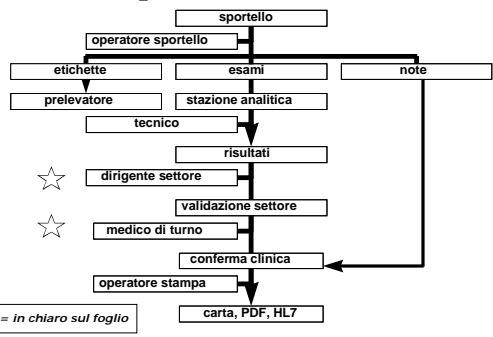 sportello
operatore sportello
etichette esami note
prelevatore stazione analitica
tecnico
risultati
dirigente settore
validazione settore
medico di turno
conferma clinica
operatore stampa
carta, PDF, HL7
= in chiaro sul foglio